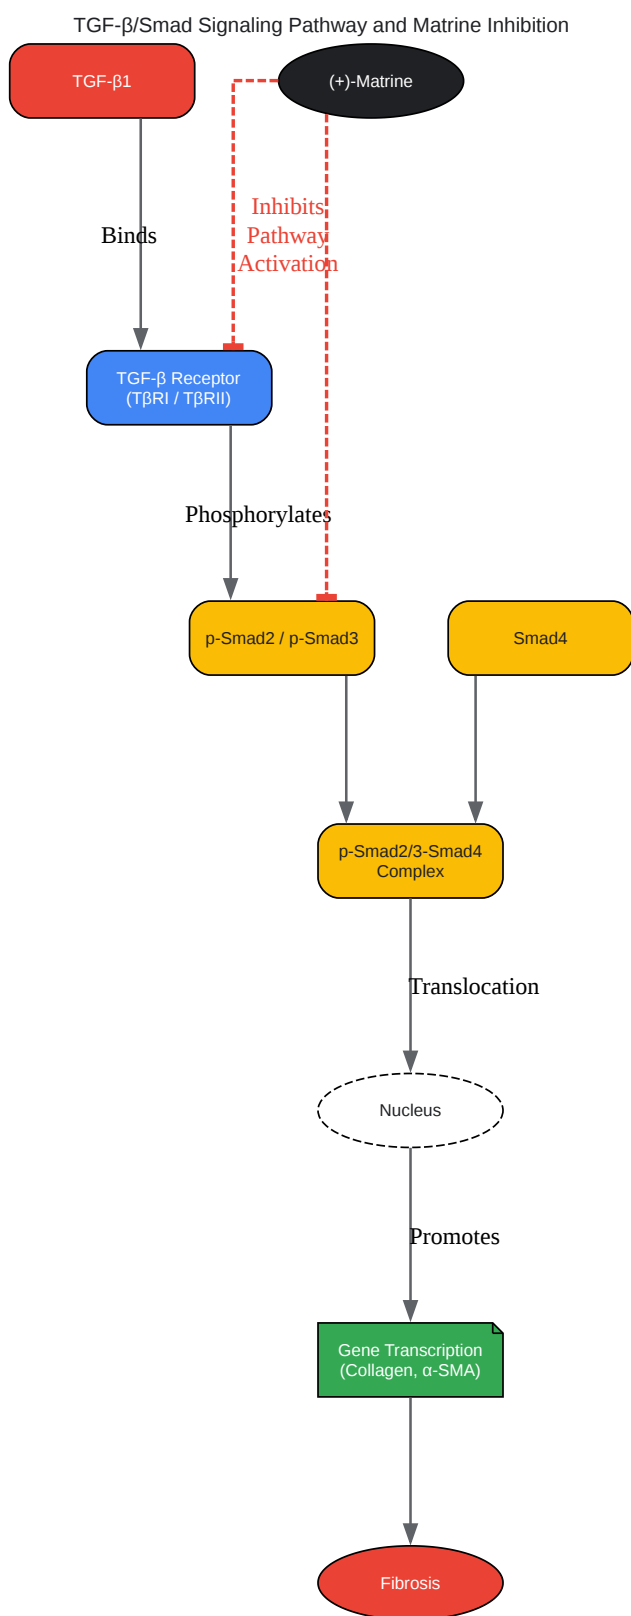 TGF-β/Smad Signaling Pathway and Matrine Inhibition
TGF-β1
(+)-Matrine
Inhibits
Pathway
Activation
Binds
TGF-β Receptor
(TβRI / TβRII)
Phosphorylates
p-Smad2 / p-Smad3
Smad4
p-Smad2/3-Smad4
Complex
Translocation
Nucleus
Promotes
Gene Transcription
(Collagen, α-SMA)
Fibrosis